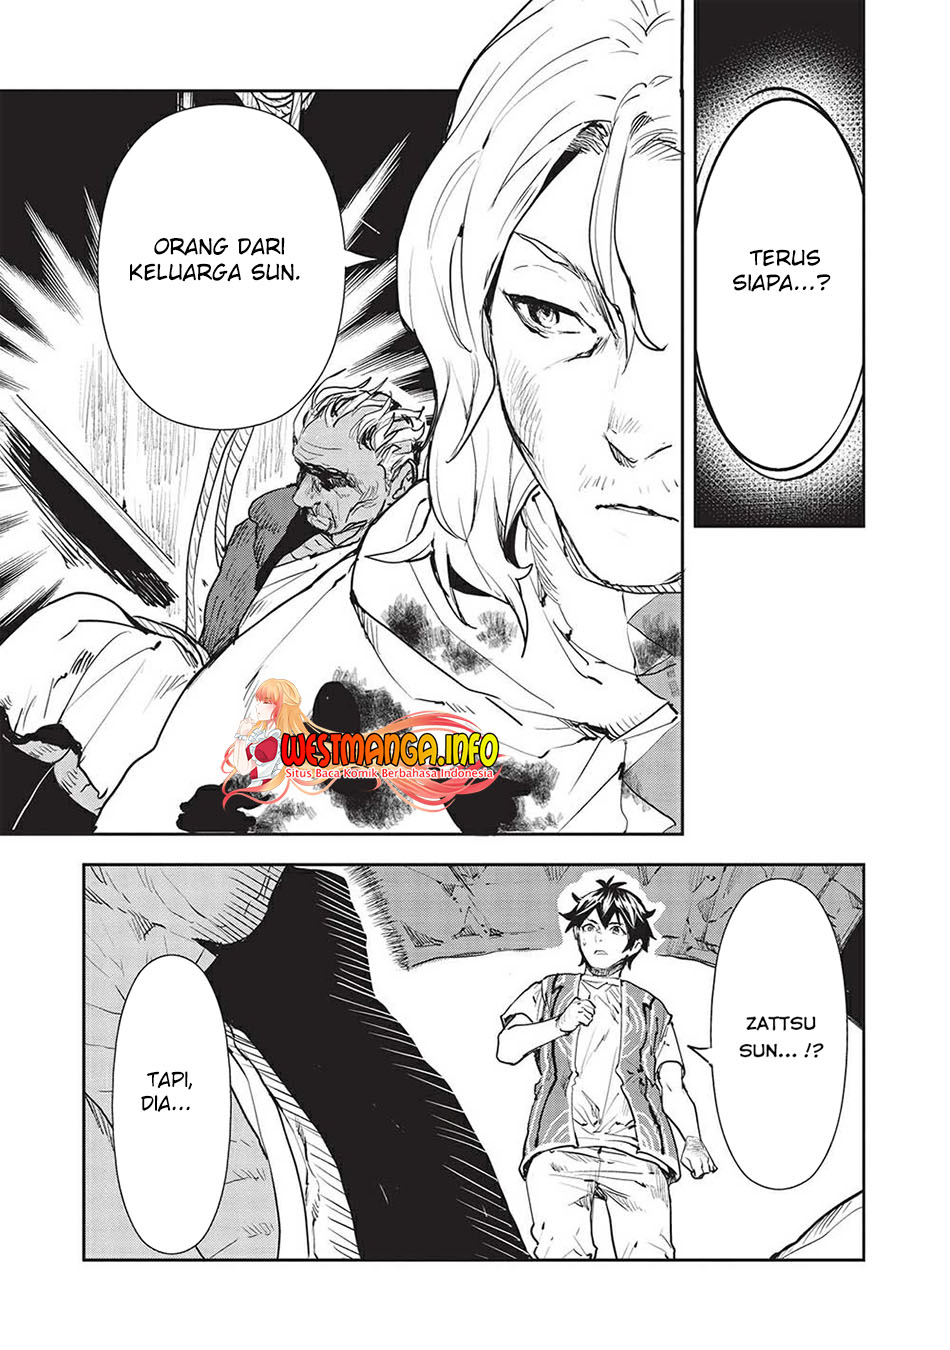 TERUS
SIAPA...?
ORANG DARI
KELUARGA SUN.
WESTMANGA.INFO
Situs Baca Komik Berbahasa Indonesia
ZATTSU
SUN... !?
TAPI,
DIA...